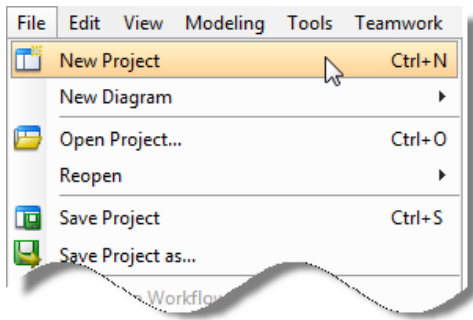 File Edit View Modeling Tools Teamwork
New Project Ctrl+N
New Diagram
Open Project... Ctrl+O
Reopen
Save Project Ctrl+S
Save Project as...